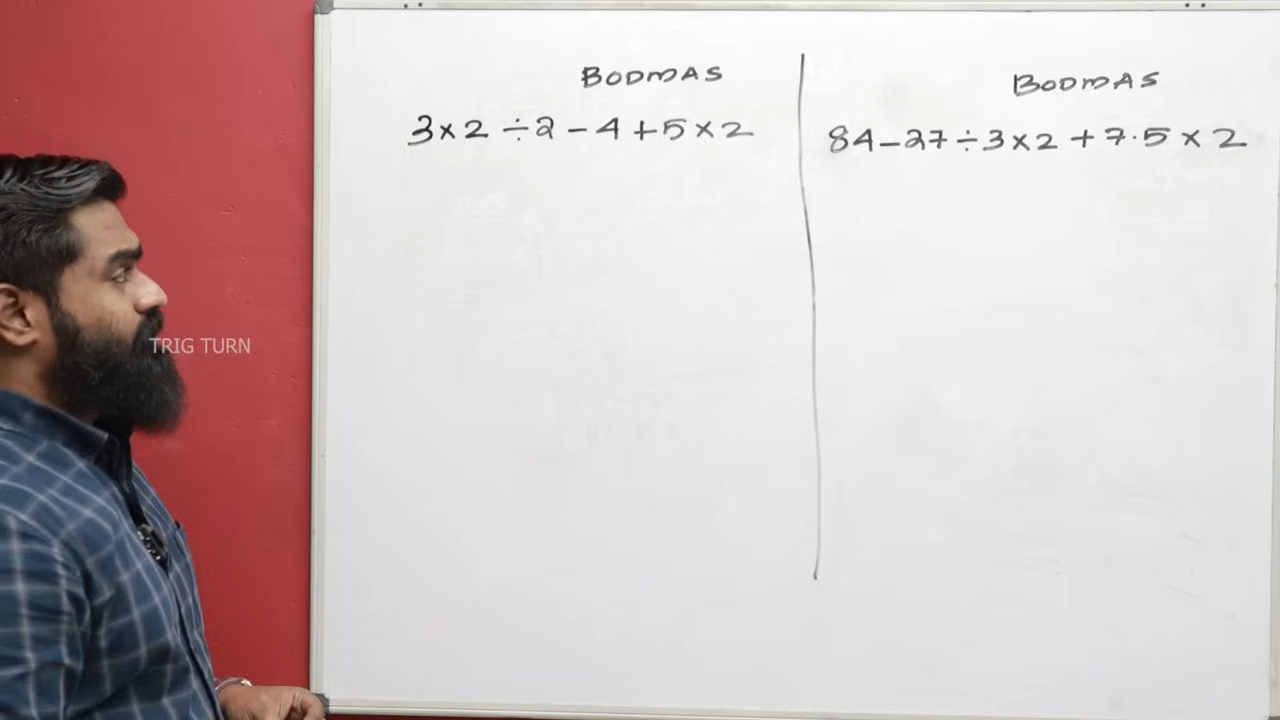 BODMAS
3×2÷2-4+5×2
BODMAS
84-27÷3×2+7.5×2
TRIG TURN